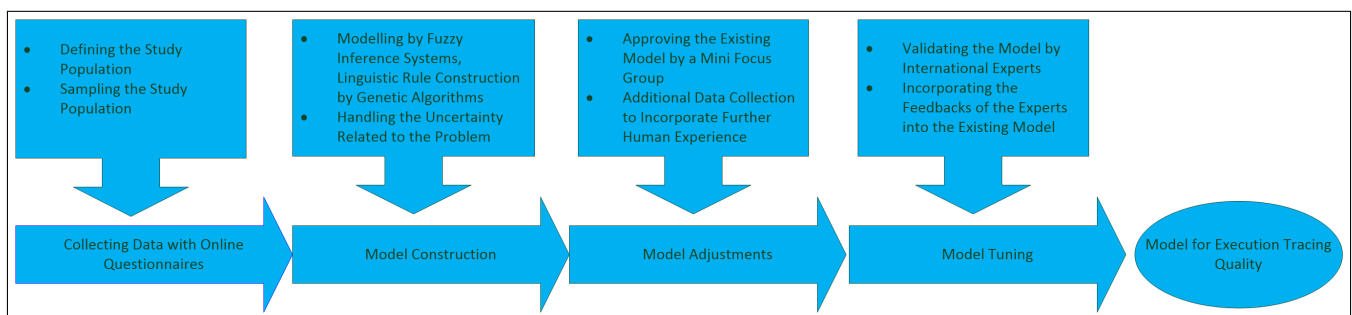 ● Defining the Study
Population
● Sampling the Study
Population
● Modelling by Fuzzy
Inference Systems,
Linguistic Rule Construction
by Genetic Algorithms
● Handling the Uncertainty
Related to the Problem
● Approving the Existing
Model by a Mini Focus
Group
● Additional Data Collection
to Incorporate Further
Human Experience
● Validating the Model by
International Experts
● Incorporating the
Feedbacks of the Experts
into the Existing Model
Collecting Data with Online
Questionnaires
Model Construction
Model Adjustments
Model Tuning
Model for Execution Tracing
Quality